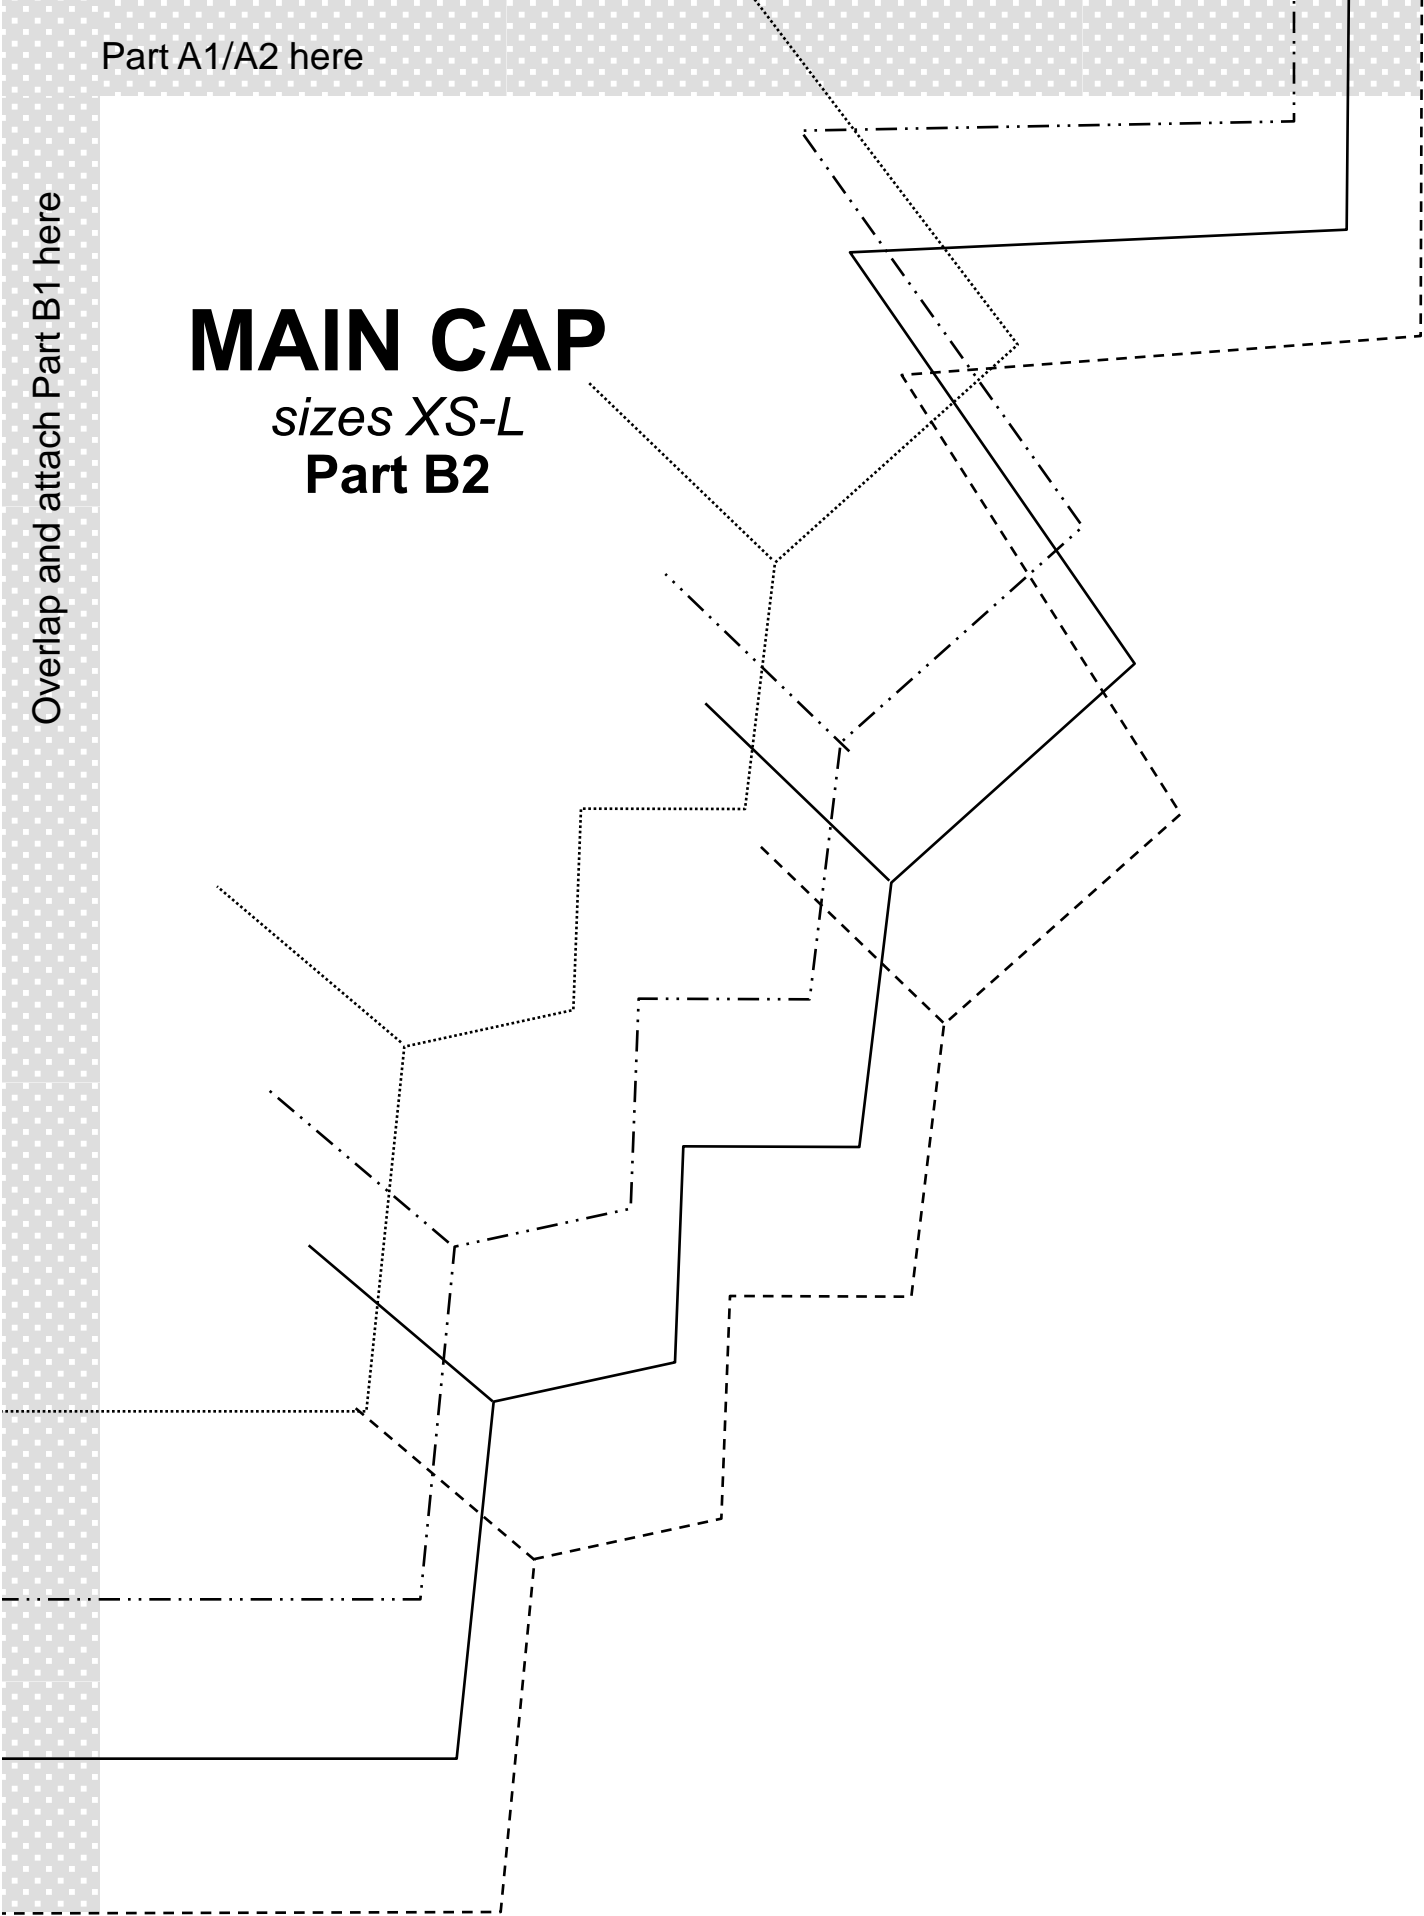 Part A1/A2 here
Overlap and attach Part B1 here
MAIN CAP
sizes XS-L
Part B2